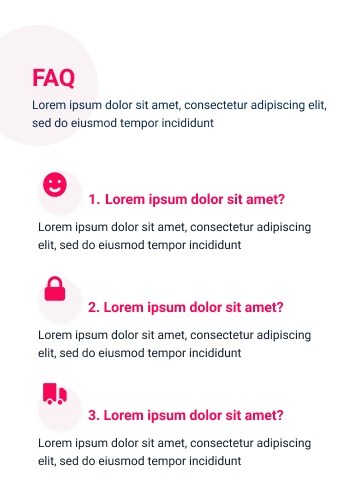 FAQ
Lorem ipsum dolor sit amet, consectetur adipiscing elit,
sed do eiusmod tempor incididunt
1. Lorem ipsum dolor sit amet?
Lorem ipsum dolor sit amet, consectetur adipiscing
elit, sed do eiusmod tempor incididunt
2. Lorem ipsum dolor sit amet?
Lorem ipsum dolor sit amet, consectetur adipiscing
elit, sed do eiusmod tempor incididunt
3. Lorem ipsum dolor sit amet?
Lorem ipsum dolor sit amet, consectetur adipiscing
elit, sed do eiusmod tempor incididunt